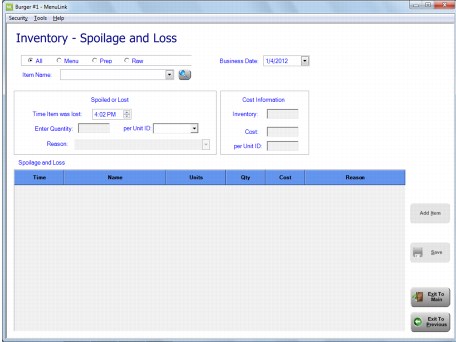 Burger #1 - MenuLink
Security Tools Help
Inventory - Spoilage and Loss
All Menu Prep Raw
Business Date: 1/4/2012
Item Name:
Spoiled or Lost
Time Item was lost: 4:02 PM
Enter Quantity: per Unit ID:
Reason:
Cost Information
Inventory:
Cost:
per Unit ID:
Spoilage and Loss
Time Name Units Qty Cost Reason
Add Item
Save
Exit To
Main
Exit To
Previous